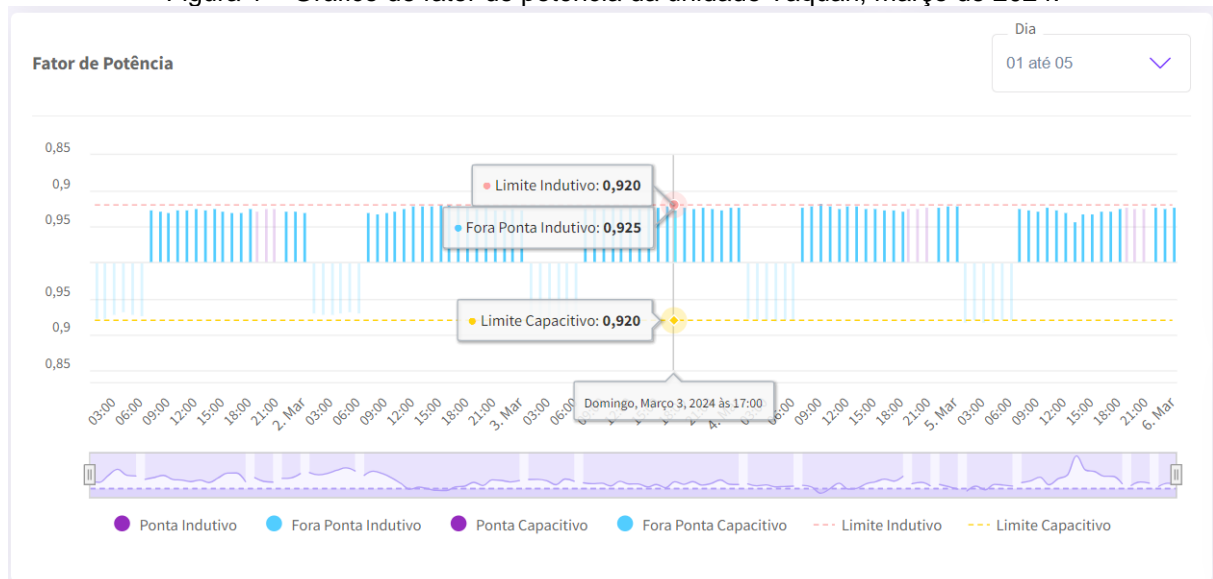 Fator de Potência
Dia
01 até 05
0,85
0,9
0,95
0,95
0,9
0,85
Limite Indutivo: 0,920
Fora Ponta Indutivo: 0,925
Limite Capacitivo: 0,920
Domingo, Março 3, 2024 às 17:00
03:00 06:00 09:00 12:00 15:00 18:00 21:00 2. Mar 03:00 06:00 09:00 12:00 15:00 18:00 21:00 3. Mar 03:00 03:00 06:00 09:00 12:00 15:00 18:00 21:00 5. Mar 03:00 06:00 09:00 12:00 15:00 18:00 21:00 6. Mar
Ponta Indutivo Fora Ponta Indutivo Ponta Capacitivo Fora Ponta Capacitivo Limite Indutivo Limite Capacitivo